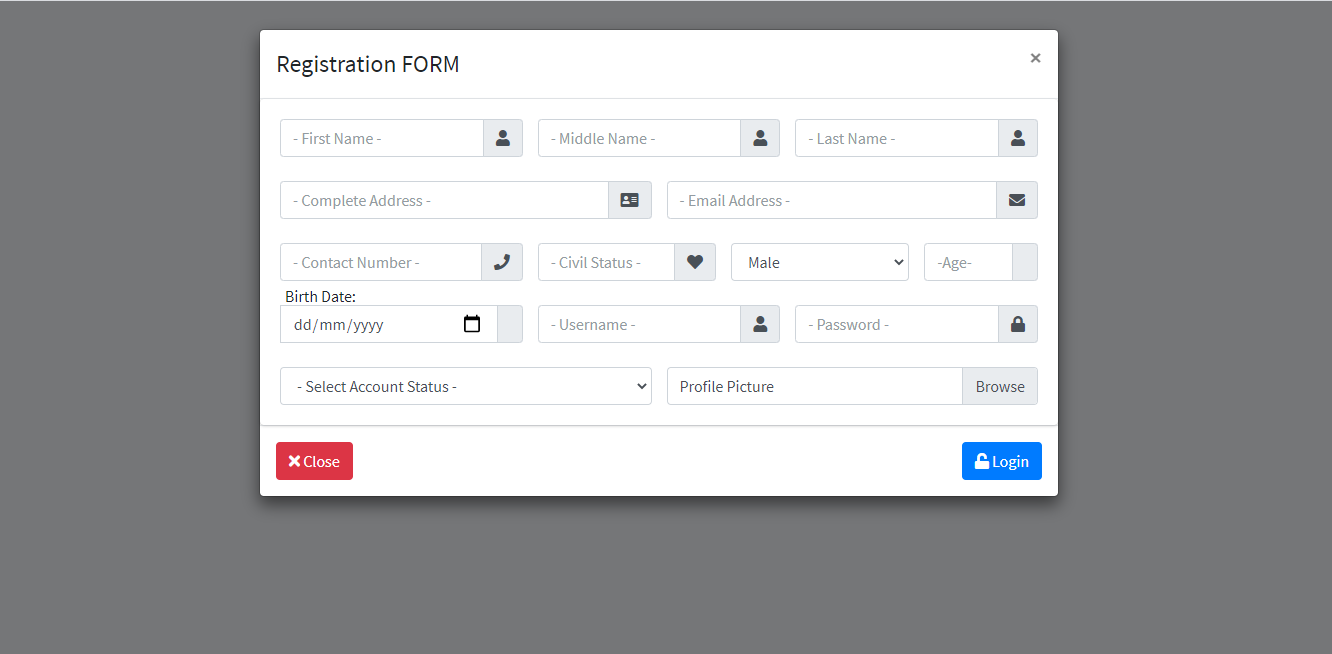 Registration FORM ×
- First Name - - Middle Name - - Last Name -
- Complete Address - - Email Address -
- Contact Number - - Civil Status - Male -Age-
Birth Date:
dd/mm/yyyy - Username - - Password -
- Select Account Status - Profile Picture Browse
Close Login